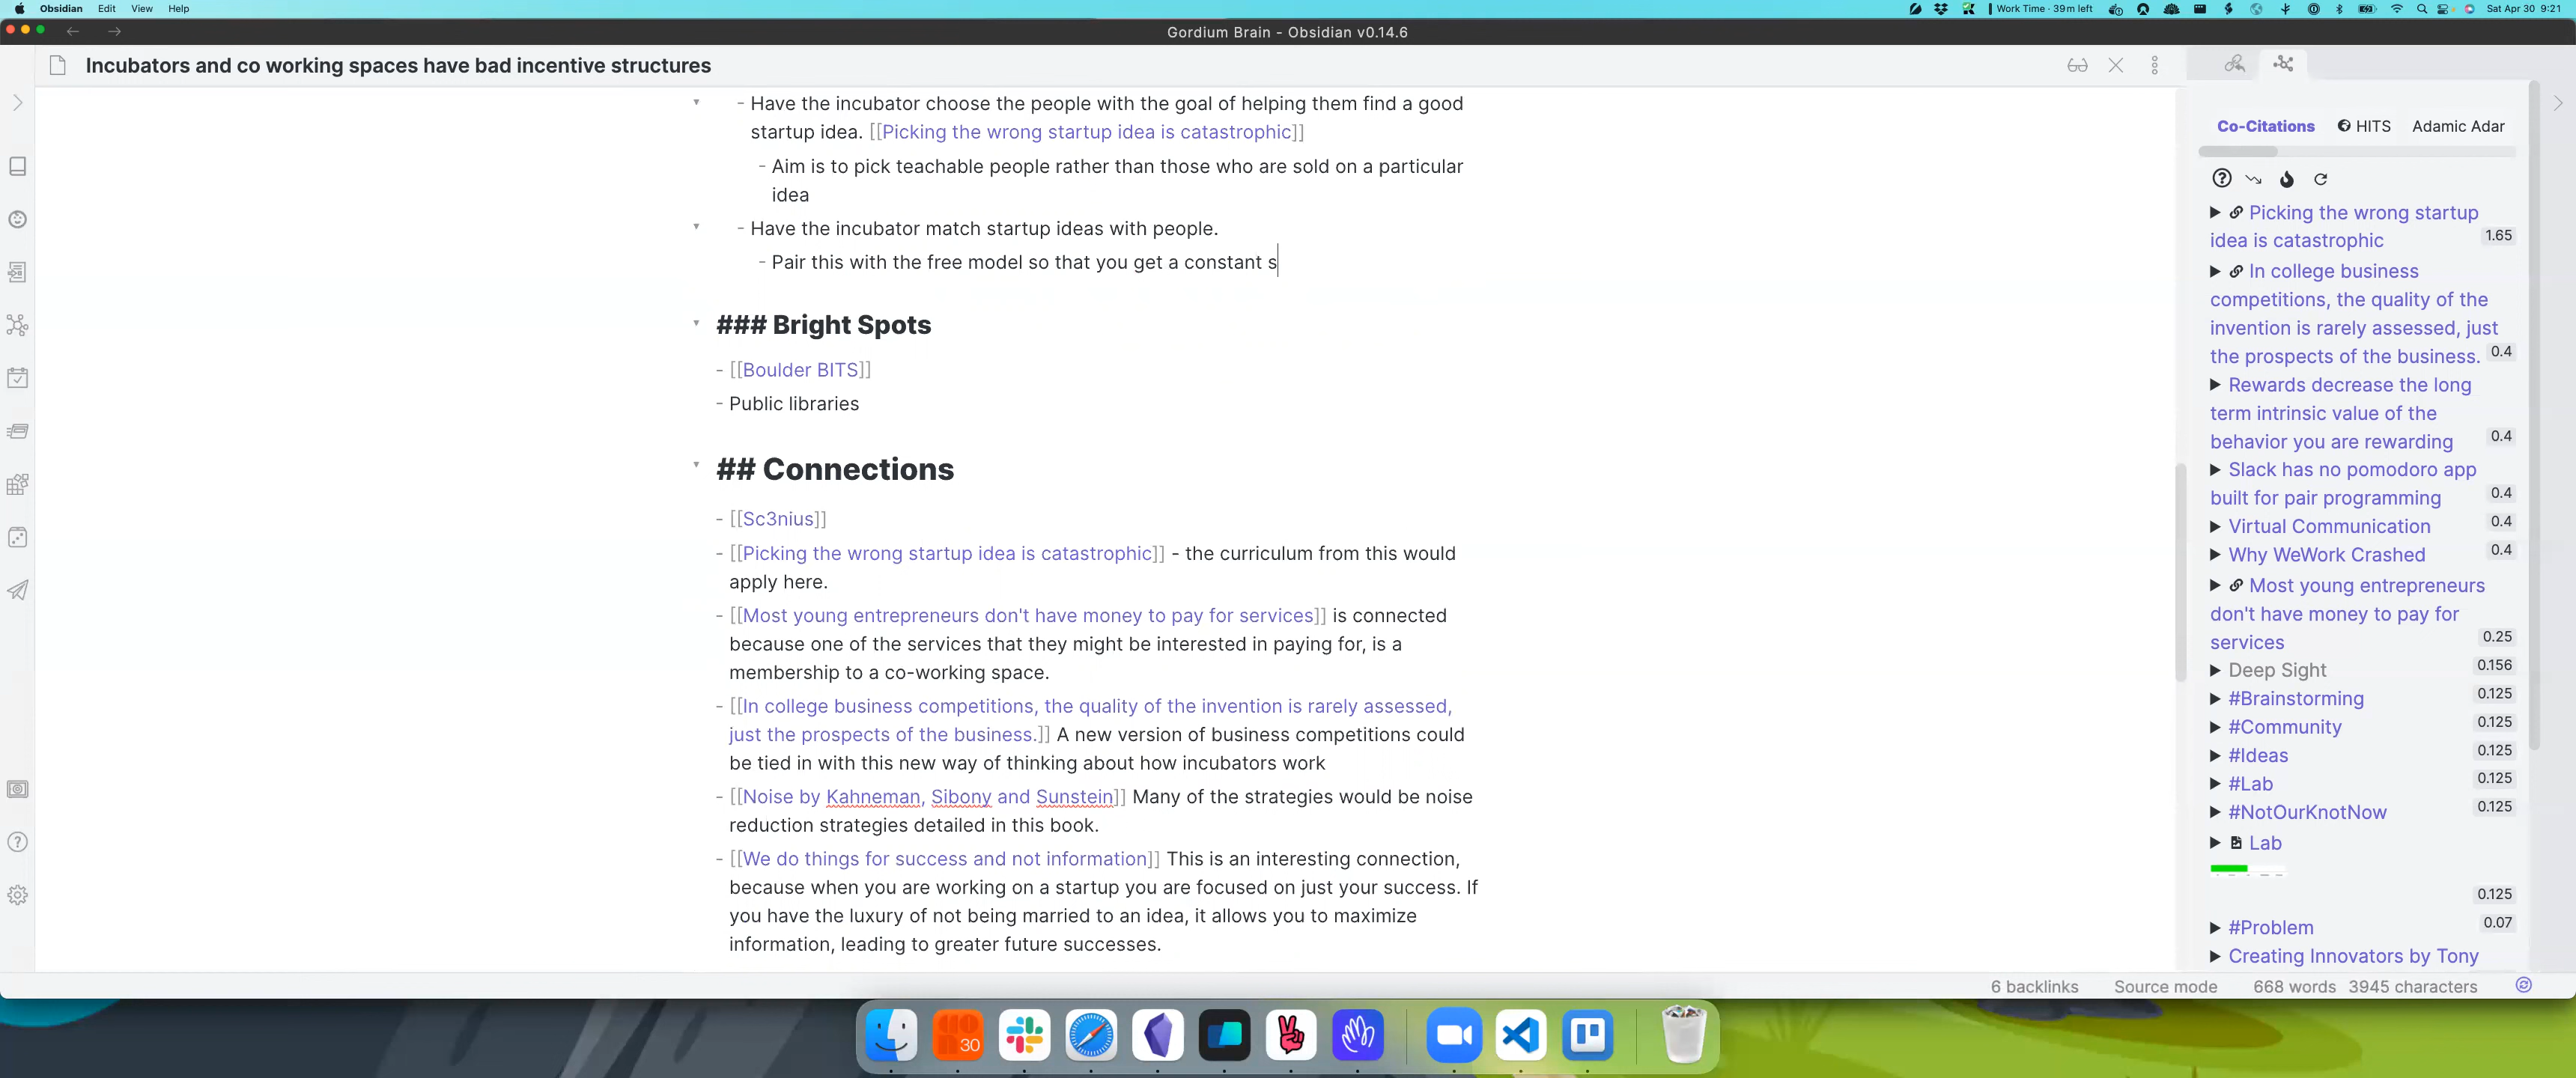 Obsidian Edit View Help
Work Time · 39m left
Sat Apr 30 9:21
Gordium Brain - Obsidian v0.14.6
Incubators and co working spaces have bad incentive structures
- Have the incubator choose the people with the goal of helping them find a good
startup idea. [[Picking the wrong startup idea is catastrophic]]
- Aim is to pick teachable people rather than those who are sold on a particular
idea
- Have the incubator match startup ideas with people.
- Pair this with the free model so that you get a constant s
### Bright Spots
- [[Boulder BITS]]
- Public libraries
## Connections
- [[Sc3nius]]
- [[Picking the wrong startup idea is catastrophic]] - the curriculum from this would
apply here.
- [[Most young entrepreneurs don't have money to pay for services]] is connected
because one of the services that they might be interested in paying for, is a
membership to a co-working space.
- [[In college business competitions, the quality of the invention is rarely assessed,
just the prospects of the business.]] A new version of business competitions could
be tied in with this new way of thinking about how incubators work
- [[Noise by Kahneman, Sibony and Sunstein]] Many of the strategies would be noise
reduction strategies detailed in this book.
- [[We do things for success and not information]] This is an interesting connection,
because when you are working on a startup you are focused on just your success. If
you have the luxury of not being married to an idea, it allows you to maximize
information, leading to greater future successes.
Co-Citations HITS Adamic Adar
Picking the wrong startup
idea is catastrophic 1.65
In college business
competitions, the quality of the
invention is rarely assessed, just
the prospects of the business. 0.4
Rewards decrease the long
term intrinsic value of the
behavior you are rewarding 0.4
Slack has no pomodoro app
built for pair programming 0.4
Virtual Communication 0.4
Why WeWork Crashed 0.4
Most young entrepreneurs
don't have money to pay for
services 0.25
Deep Sight 0.156
#Brainstorming 0.125
#Community 0.125
#Ideas 0.125
#Lab 0.125
#NotOurKnotNow 0.125
Lab
0.125
#Problem 0.07
Creating Innovators by Tony
6 backlinks Source mode 668 words 3945 characters
30